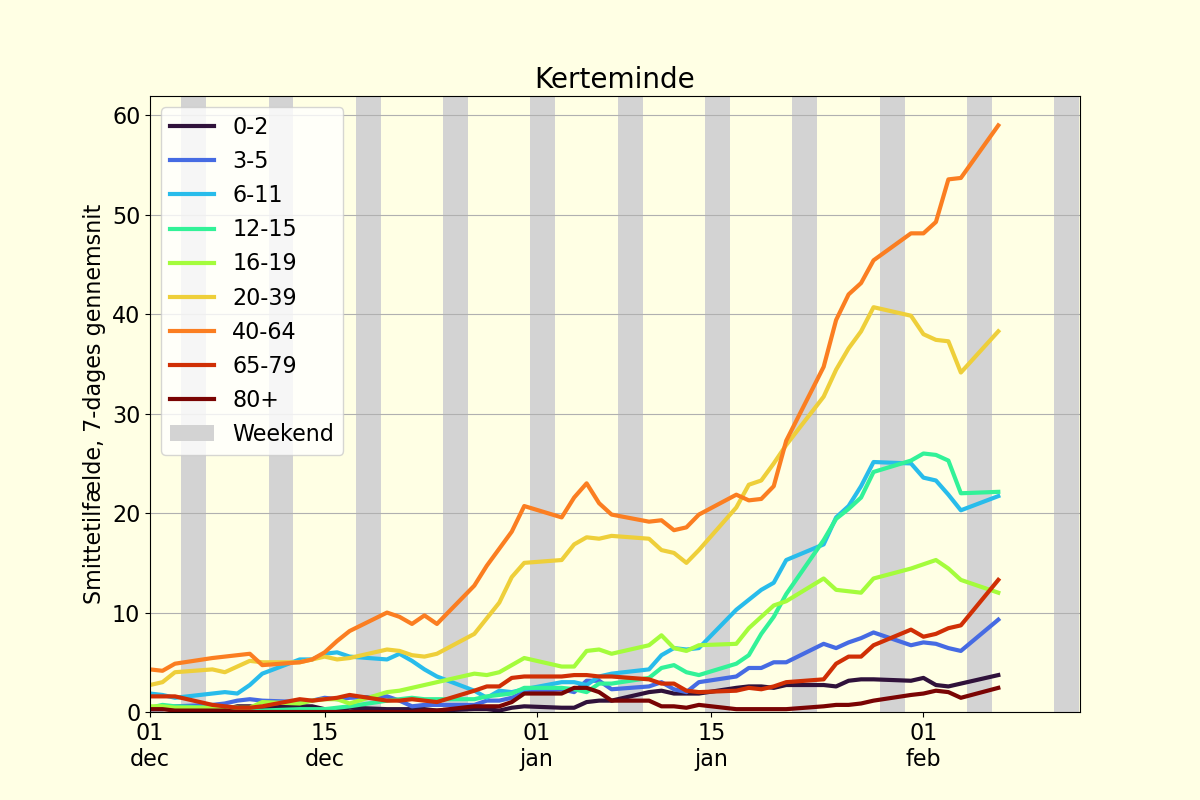 Kerteminde
Smittetilfælde, 7-dages gennemsnit
60
50
40
30
20
10
0
0-2
3-5
6-11
12-15
16-19
20-39
40-64
65-79
80+
Weekend
01
dec
15
dec
01
jan
15
jan
01
feb